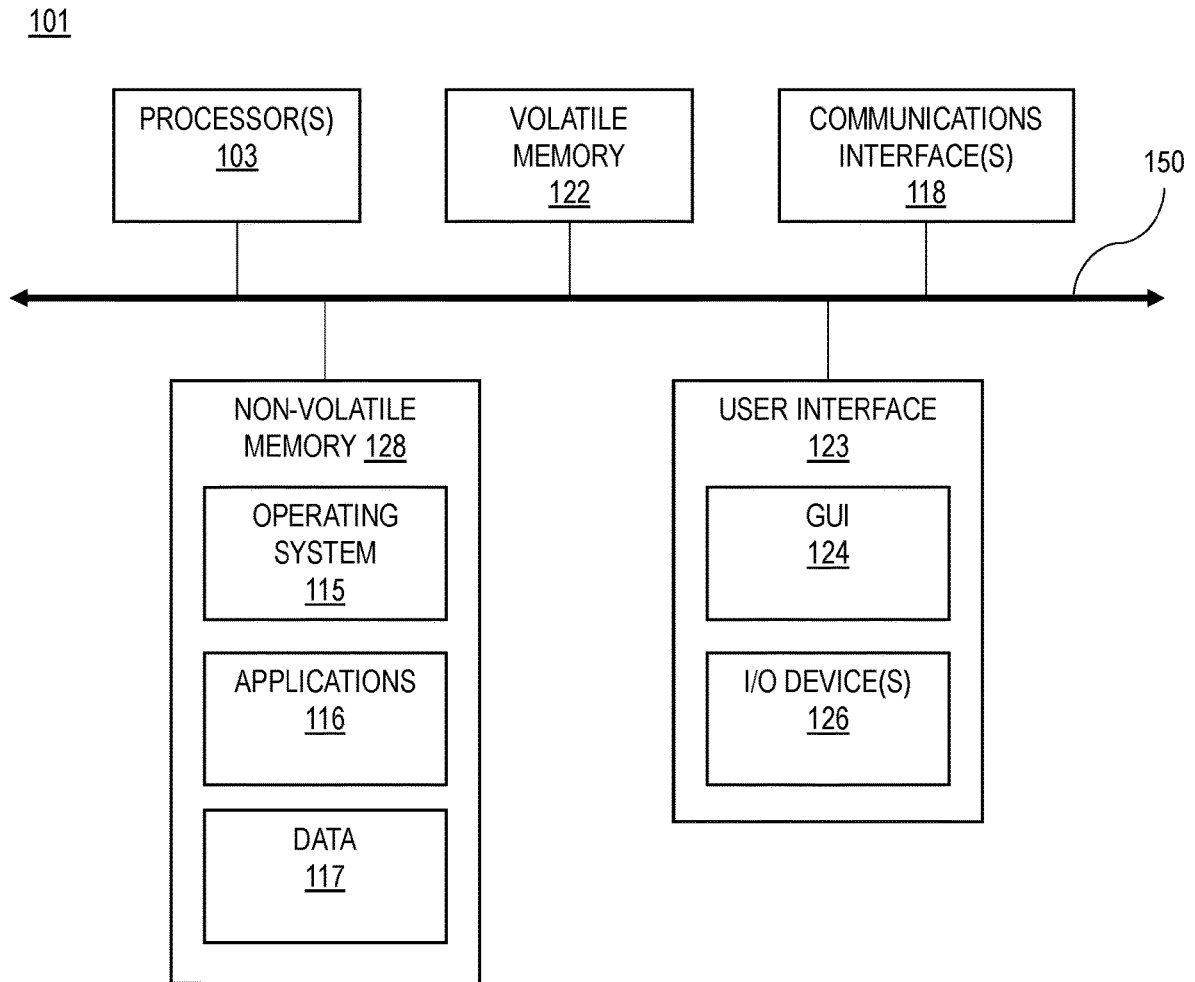 101
PROCESSOR(S)
103
VOLATILE
MEMORY
122
COMMUNICATIONS
INTERFACE(S)
118
150
NON-VOLATILE
MEMORY 128
OPERATING
SYSTEM
115
APPLICATIONS
116
DATA
117
USER INTERFACE
123
GUI
124
I/O DEVICE(S)
126